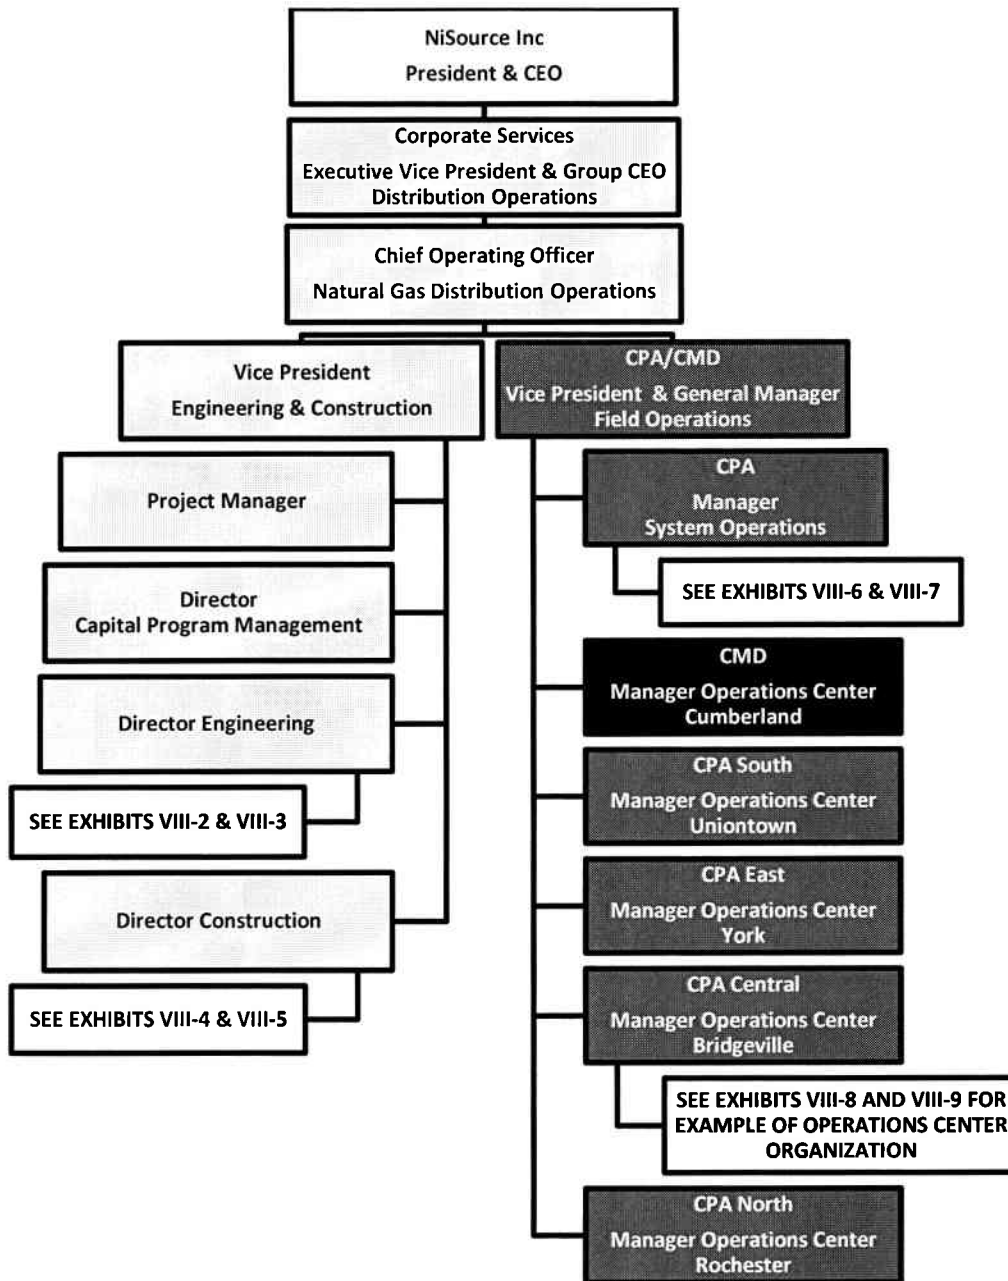 NiSource Inc
President & CEO
Corporate Services
Executive Vice President & Group CEO
Distribution Operations
Chief Operating Officer
Natural Gas Distribution Operations
Vice President
Engineering & Construction
Project Manager
Director
Capital Program Management
Director Engineering
SEE EXHIBITS VIII-2 & VIII-3
Director Construction
SEE EXHIBITS VIII-4 & VIII-5
CPA/CMD
Vice President & General Manager
Field Operations
CPA
Manager
System Operations
SEE EXHIBITS VIII-6 & VIII-7
CMD
Manager Operations Center
Cumberland
CPA South
Manager Operations Center
Uniontown
CPA East
Manager Operations Center
York
CPA Central
Manager Operations Center
Bridgeville
SEE EXHIBITS VIII-8 AND VIII-9 FOR
EXAMPLE OF OPERATIONS CENTER
ORGANIZATION
CPA North
Manager Operations Center
Rochester